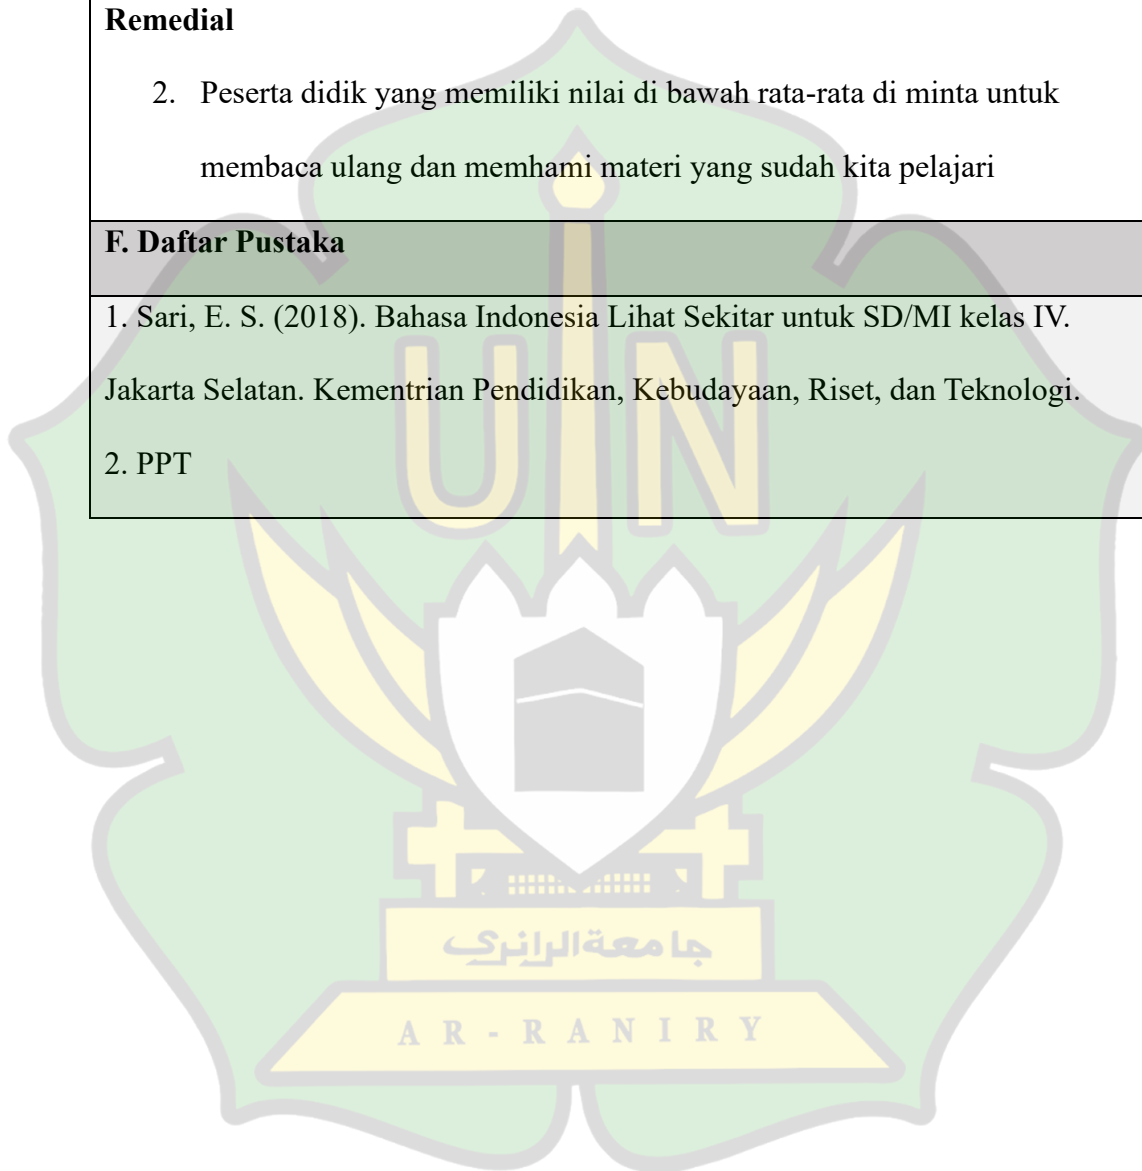 Remedial
2. Peserta didik yang memiliki nilai di bawah rata-rata di minta untuk
membaca ulang dan memhami materi yang sudah kita pelajari
F. Daftar Pustaka
1. Sari, E. S. (2018). Bahasa Indonesia Lihat Sekitar untuk SD/MI kelas IV.
Jakarta Selatan. Kementrian Pendidikan, Kebudayaan, Riset, dan Teknologi.
2. PPT
UIN
جامعةالرانرك
AR-RANIRY